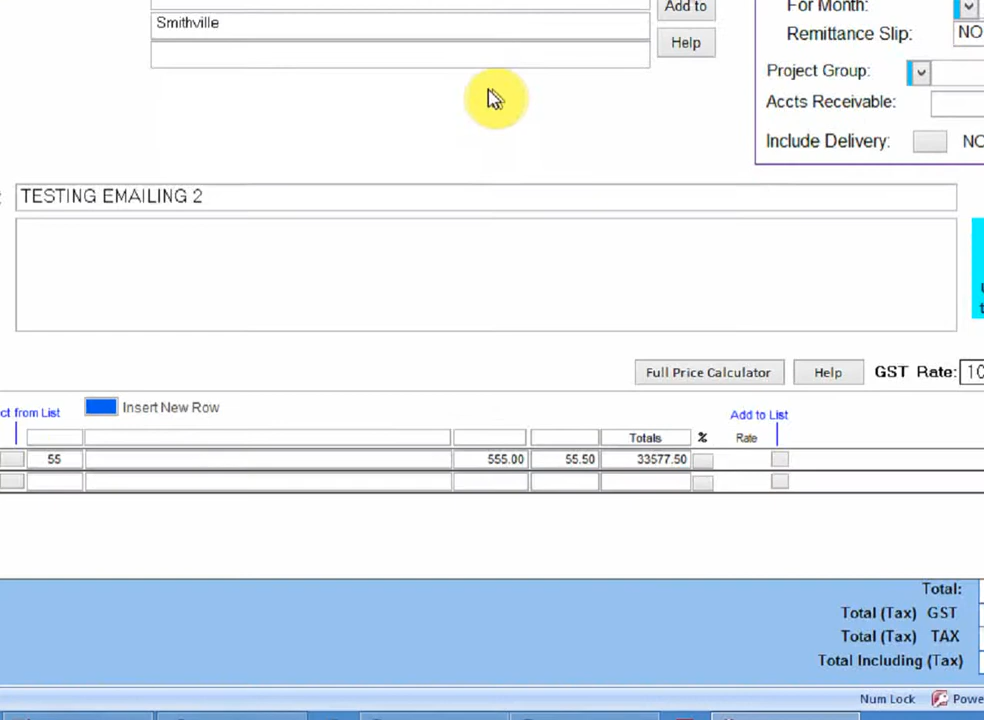 For Month:
Smithville
Add to
Remittance Slip: NO
Help
Project Group:
Accts Receivable:
Include Delivery: NO
TESTING EMAILING 2
Full Price Calculator Help GST Rate: 10
ct from List
Insert New Row
Add to List
Totals % Rate
55 555.00 55.50 33577.50
Total:
Total (Tax) GST
Total (Tax) TAX
Total Including (Tax)
Num Lock Powe